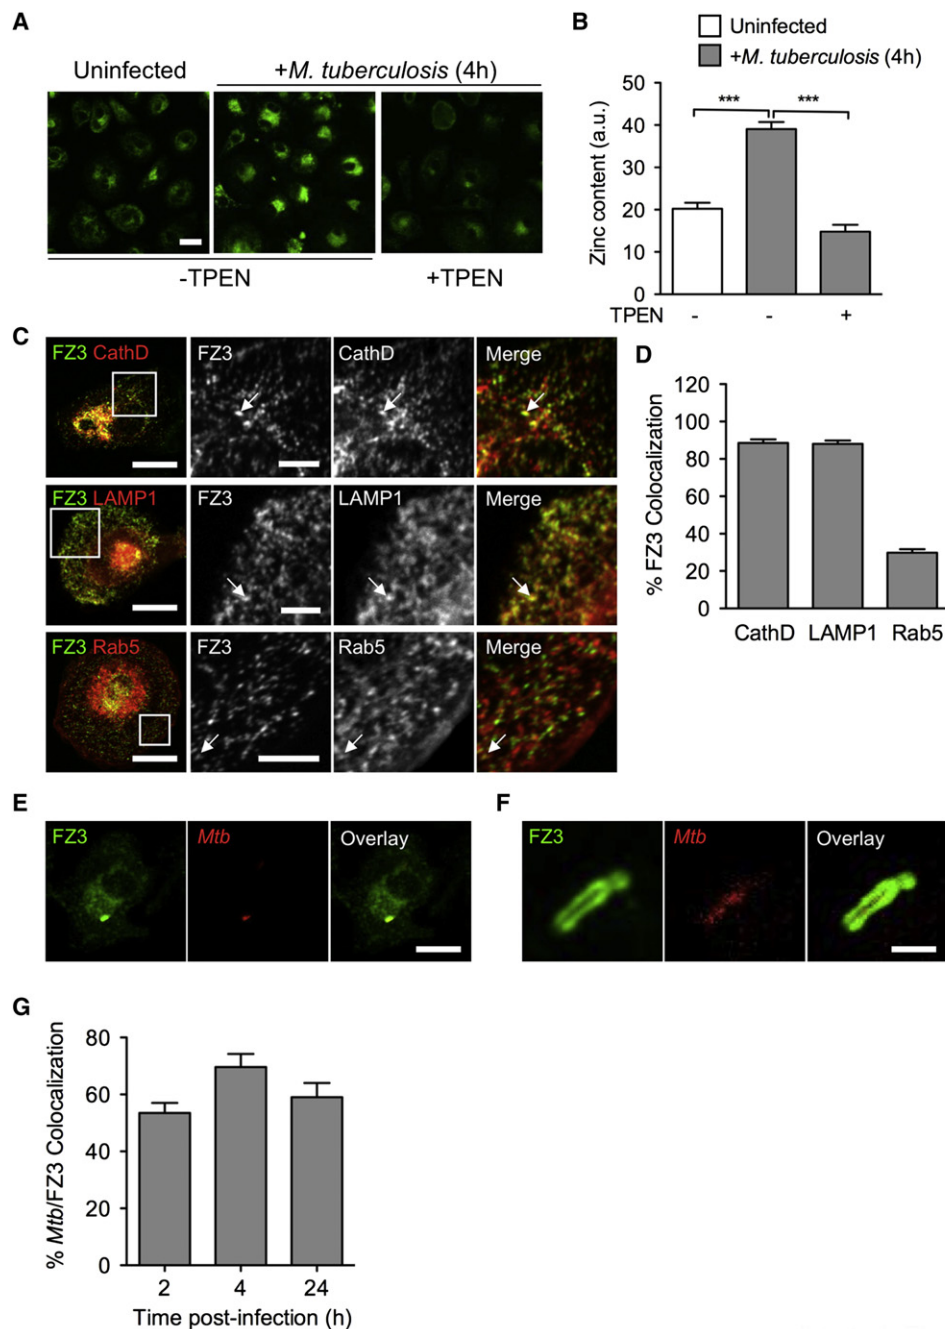 A
Uninfected
+M. tuberculosis (4h)
-TPEN
+TPEN
B
Uninfected
+M. tuberculosis (4h)
Zinc content (a.u.)
50
40
30
20
10
0
***
***
TPEN - - +
C
FZ3 CathD
FZ3
CathD
Merge
FZ3 LAMP1
FZ3
LAMP1
Merge
FZ3 Rab5
FZ3
Rab5
Merge
D
% FZ3 Colocalization
120
100
80
60
40
20
0
CathD LAMP1 Rab5
E
FZ3
Mtb
Overlay
F
FZ3
Mtb
Overlay
G
% Mtb/FZ3 Colocalization
80
60
40
20
0
2 4 24
Time post-infection (h)